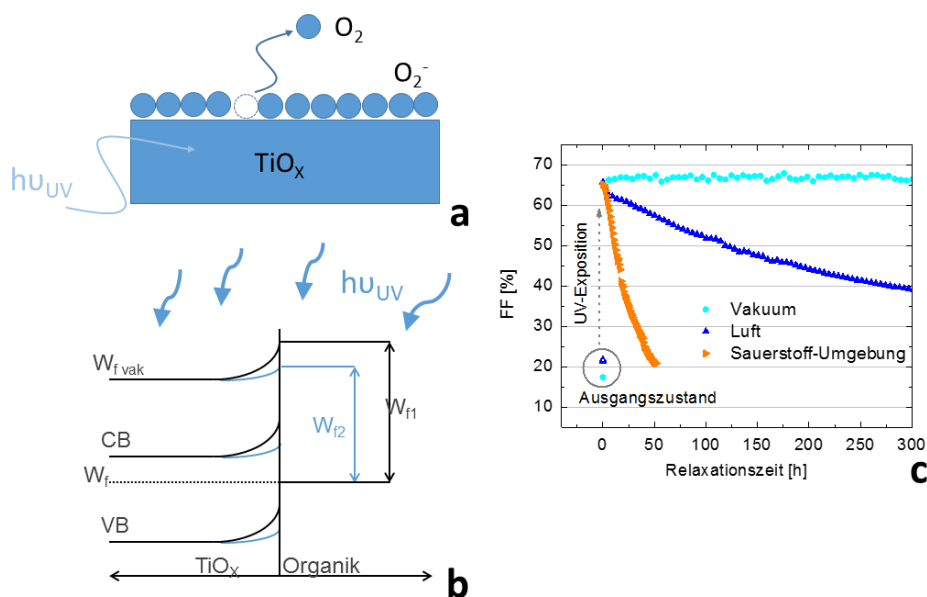 O2
O2-
TiOX
hυUV
a
hυUV
Wf vak
Wf1
Wf2
CB
Wf
VB
TiOX
Organik
b
70
60
50
40
30
20
10
FF [%]
UV-Exposition
Vakuum
Luft
Sauerstoff-Umgebung
Ausgangszustand
0 50 100 150 200 250 300
Relaxationszeit [h]
c